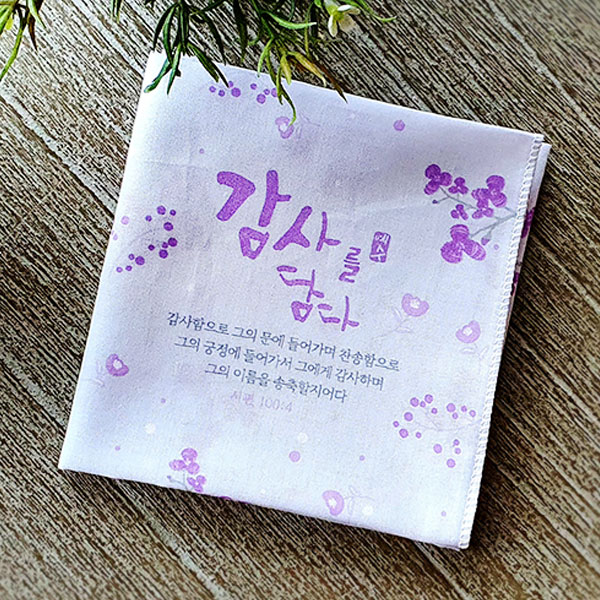 감사를
담다
감사함으로 그의 문에 들어가며 찬송함으로
그의 궁정에 들어가서 그에게 감사하며
그의 이름을 송축할지어다
시편 100:4